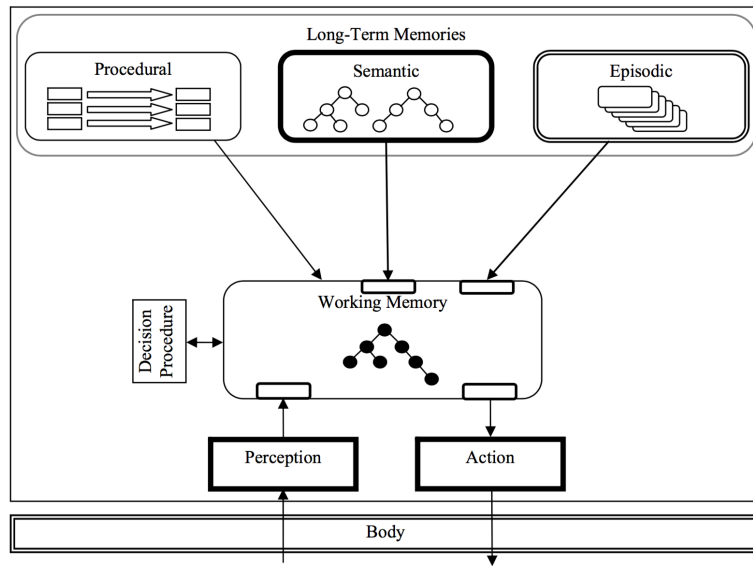 Long-Term Memories
Procedural
Semantic
Episodic
Working Memory
Decision
Procedure
Perception
Action
Body